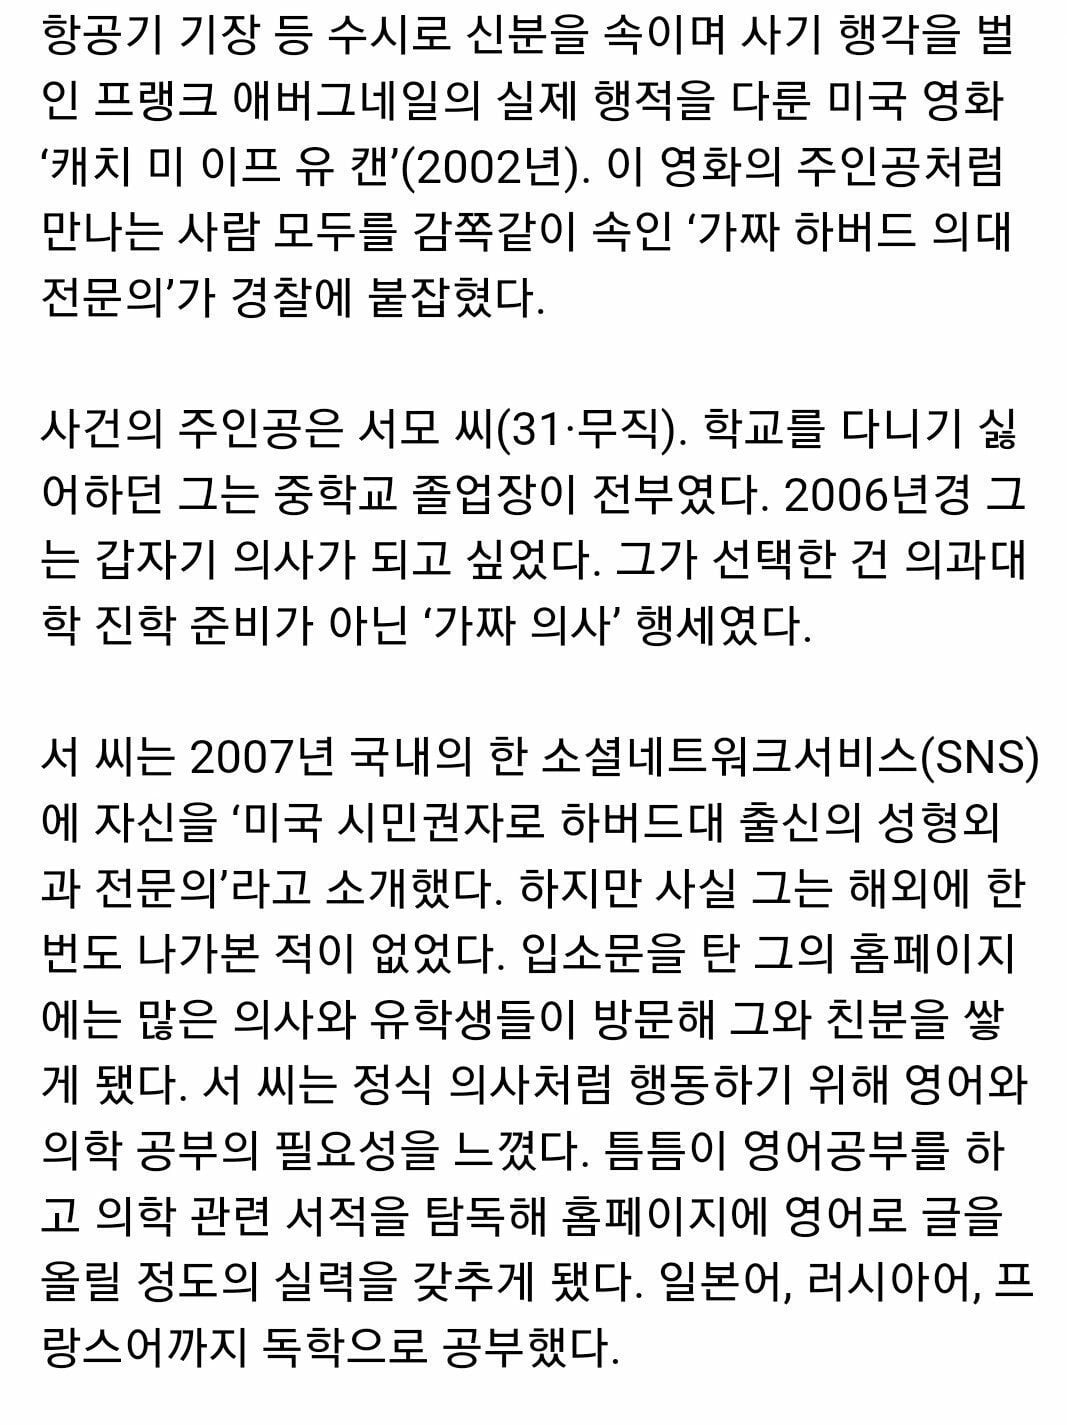 항공기 기장 등 수시로 신분을 속이며 사기 행각을 벌
인 프랭크 애버그네일의 실제 행적을 다룬 미국 영화
‘캐치 미 이프 유 캔’(2002년). 이 영화의 주인공처럼
만나는 사람 모두를 감쪽같이 속인 ‘가짜 하버드 의대
전문의’가 경찰에 붙잡혔다.
사건의 주인공은 서모 씨(31·무직). 학교를 다니기 싫
어하던 그는 중학교 졸업장이 전부였다. 2006년경 그
는 갑자기 의사가 되고 싶었다. 그가 선택한 건 의과대
학 진학 준비가 아닌 ‘가짜 의사’ 행세였다.
서 씨는 2007년 국내의 한 소셜네트워크서비스(SNS)
에 자신을 ‘미국 시민권자로 하버드대 출신의 성형외
과 전문의’라고 소개했다. 하지만 사실 그는 해외에 한
번도 나가본 적이 없었다. 입소문을 탄 그의 홈페이지
에는 많은 의사와 유학생들이 방문해 그와 친분을 쌓
게 됐다. 서 씨는 정식 의사처럼 행동하기 위해 영어와
의학 공부의 필요성을 느꼈다. 틈틈이 영어공부를 하
고 의학 관련 서적을 탐독해 홈페이지에 영어로 글을
올릴 정도의 실력을 갖추게 됐다. 일본어, 러시아어, 프
랑스어까지 독학으로 공부했다.